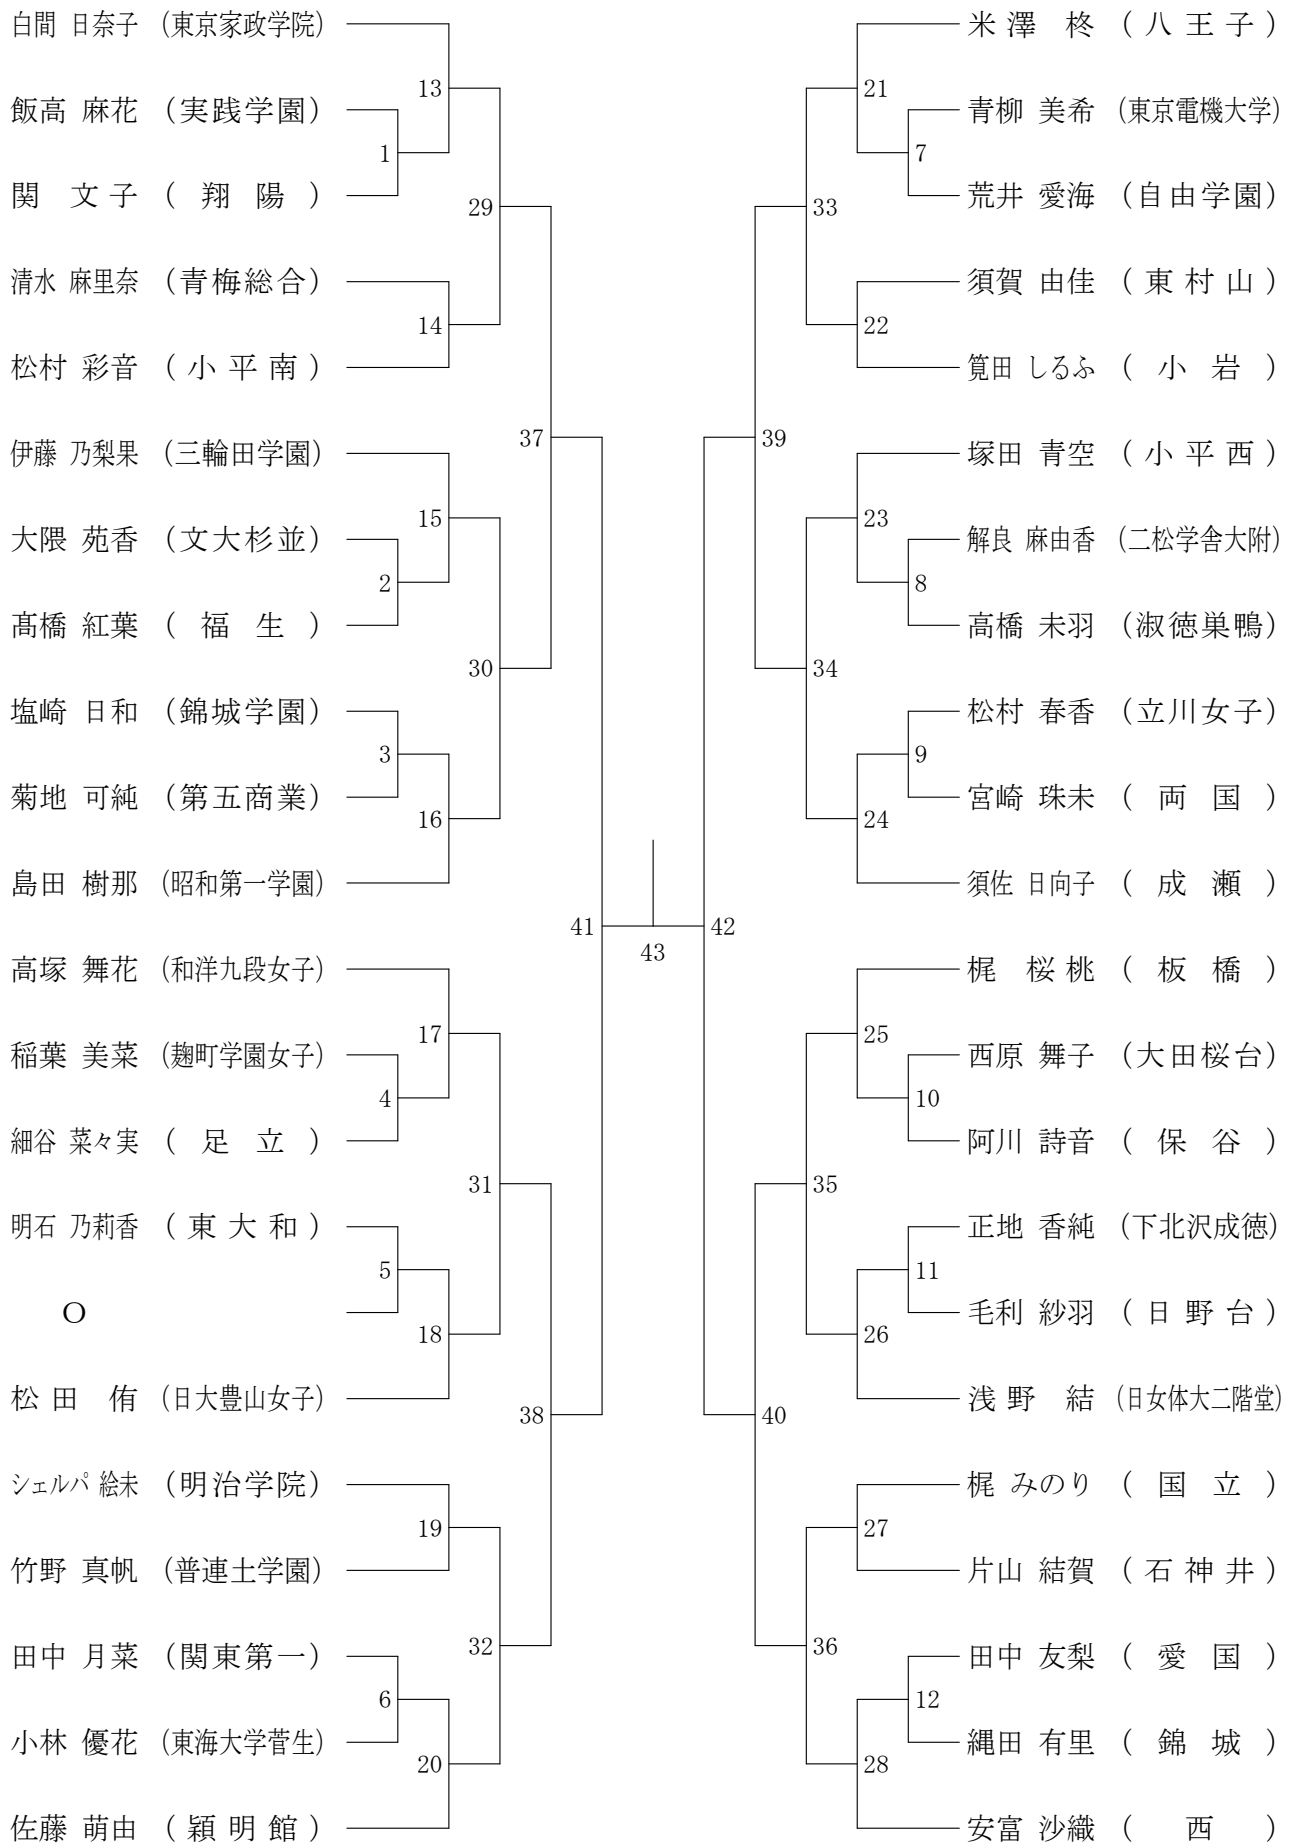 白間 日奈子 (東京家政学院)
飯高 麻花 (実践学園)
関 文子 (翔陽)
清水 麻里奈 (青梅総合)
松村 彩音 (小平南)
伊藤 乃梨果 (三輪田学園)
大隈 苑香 (文大杉並)
髙橋 紅葉 (福生)
塩崎 日和 (錦城学園)
菊地 可純 (第五商業)
島田 樹那 (昭和第一学園)
高塚 舞花 (和洋九段女子)
稲葉 美菜 (麹町学園女子)
細谷 菜々実 (足立)
明石 乃莉香 (東大和)
○
松田 侑 (日大豊山女子)
シェルパ 絵未 (明治学院)
竹野 真帆 (普連土学園)
田中 月菜 (関東第一)
小林 優花 (東海大学菅生)
佐藤 萌由 (穎明館)
1
2
3
4
5
6
13
14
15
16
17
18
19
20
29
30
31
32
37
38
41
43
42
39
40
33
34
35
36
21
22
23
24
25
26
27
28
7
8
9
10
11
12
米澤 柊 (八王子)
青柳 美希 (東京電機大学)
荒井 愛海 (自由学園)
須賀 由佳 (東村山)
筧田 しるふ (小岩)
塚田 青空 (小平西)
解良 麻由香 (二松学舎大附)
高橋 未羽 (淑徳巣鴨)
松村 春香 (立川女子)
宮崎 珠未 (両国)
須佐 日向子 (成瀬)
梶 桜桃 (板橋)
西原 舞子 (大田桜台)
阿川 詩音 (保谷)
正地 香純 (下北沢成徳)
毛利 紗羽 (日野台)
浅野 結 (日女体大二階堂)
梶 みのり (国立)
片山 結賀 (石神井)
田中 友梨 (愛国)
縄田 有里 (錦城)
安富 沙織 (西)